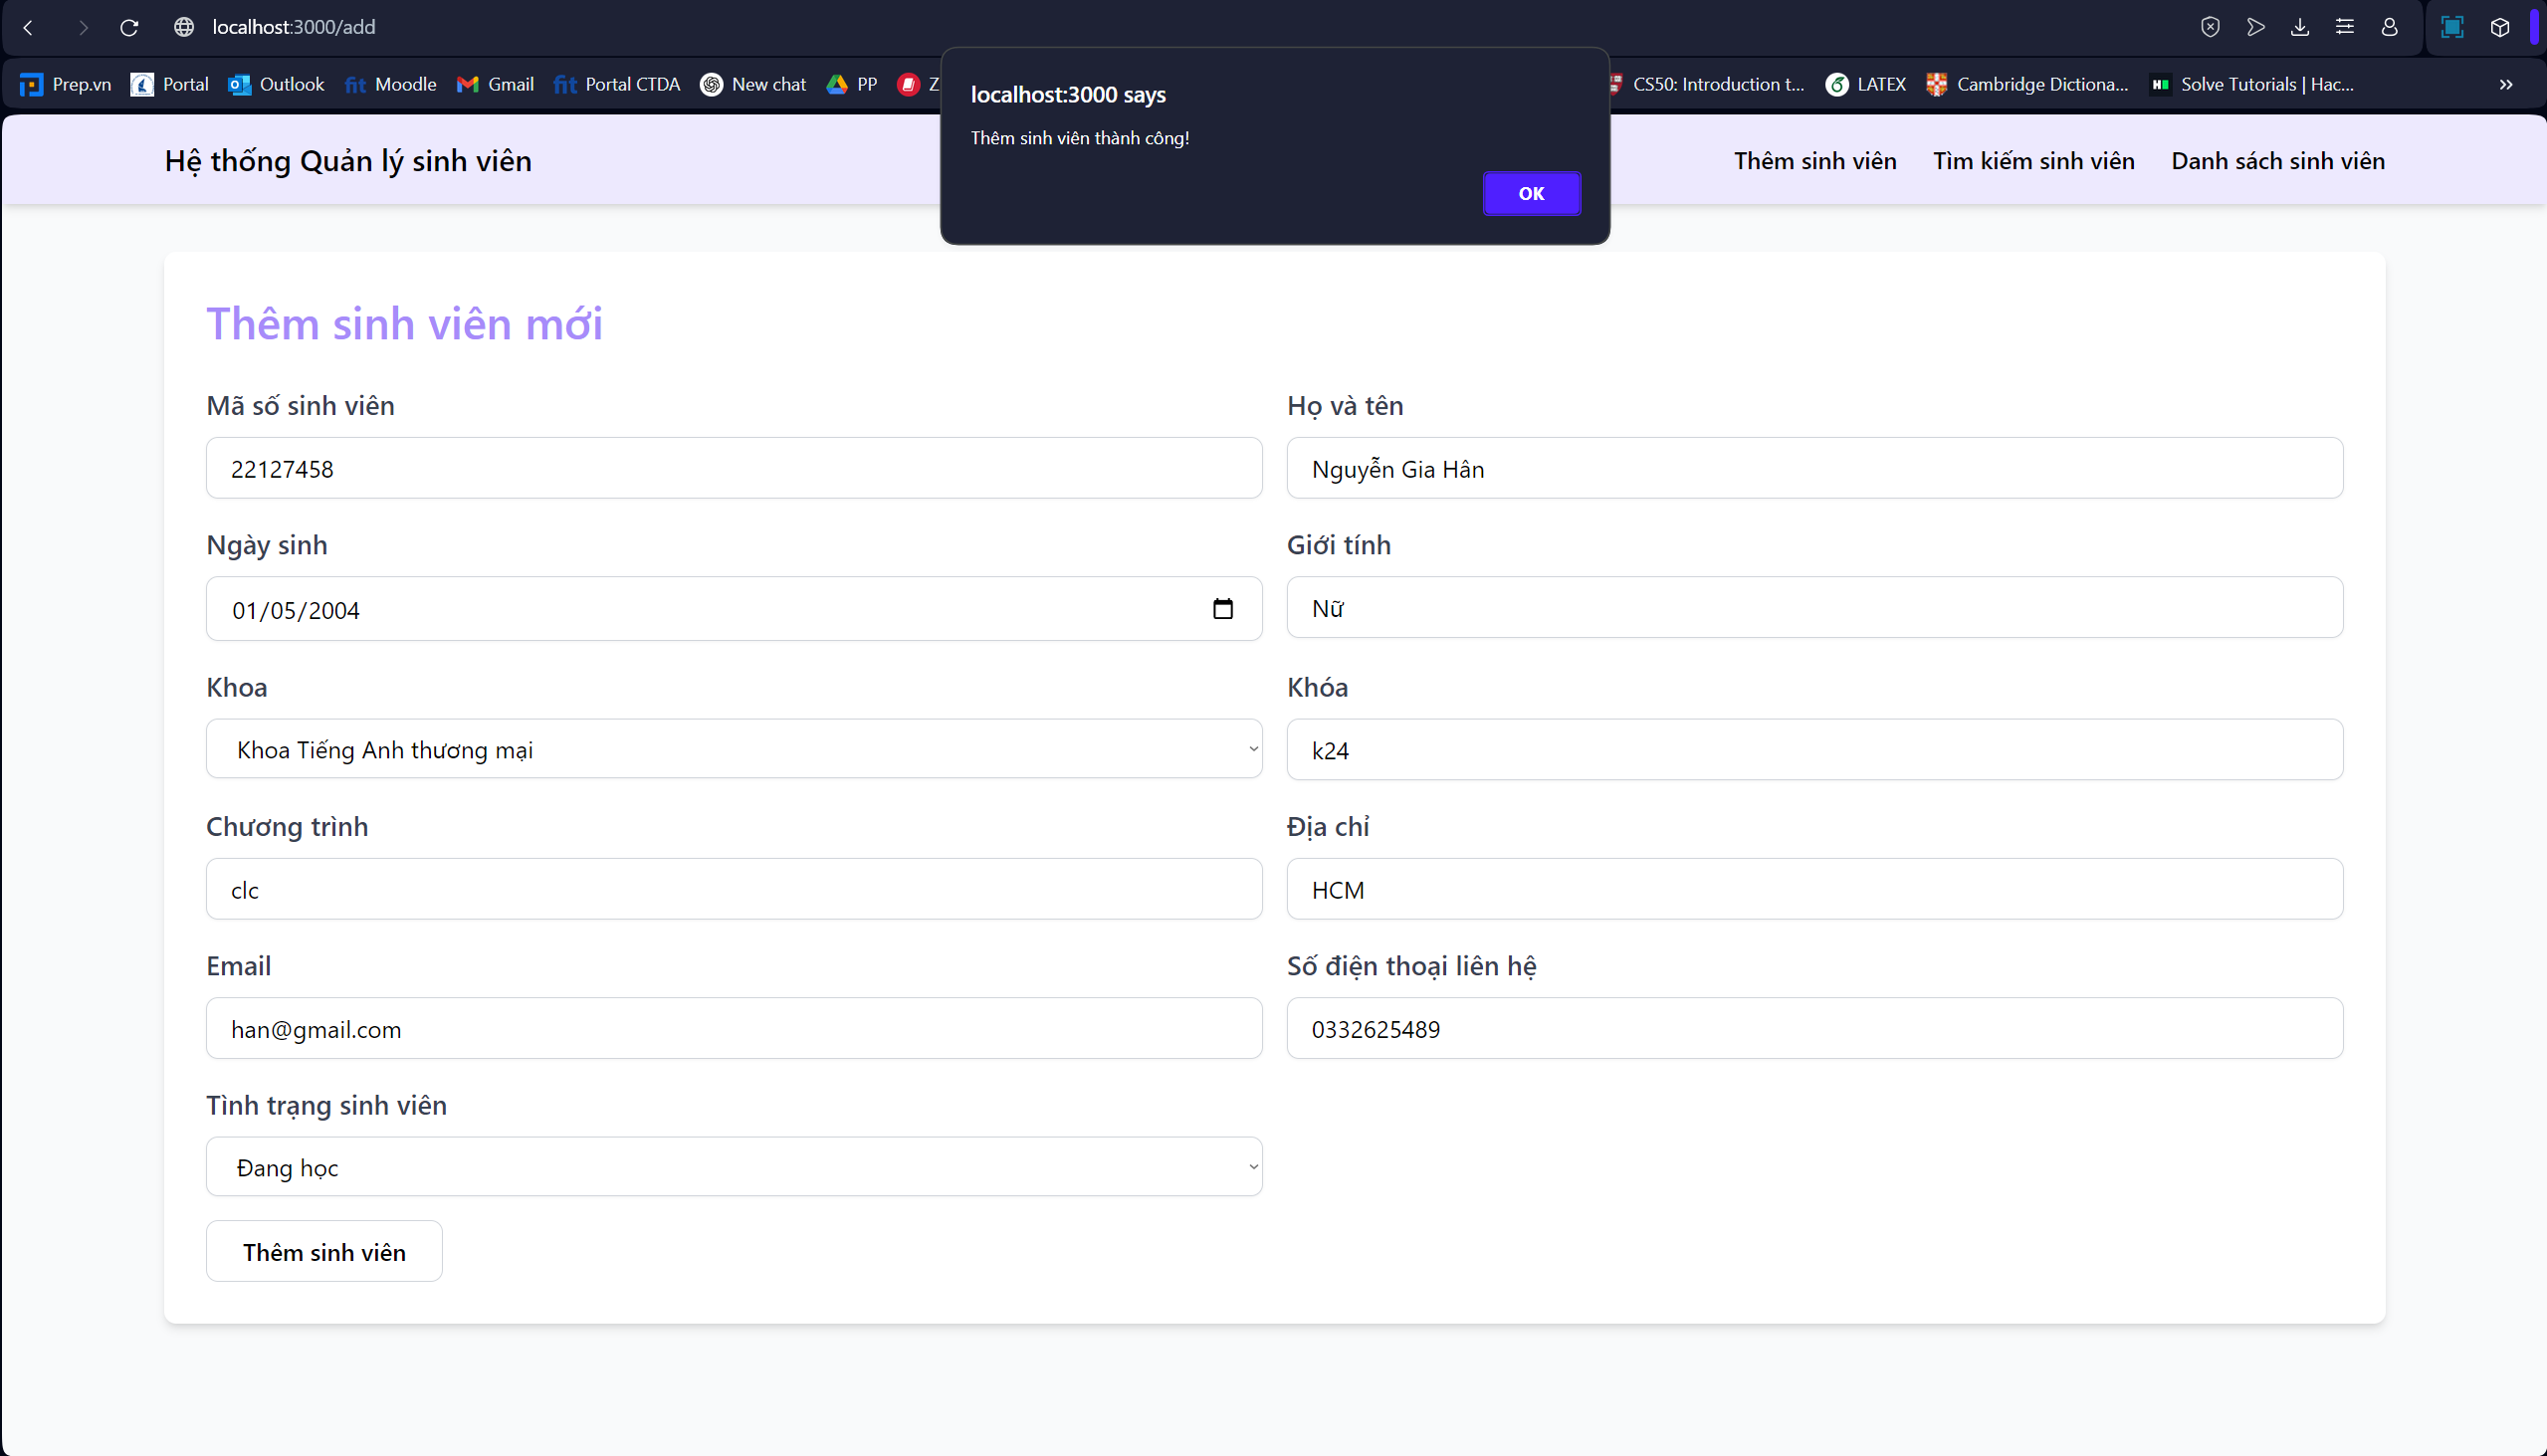 localhost:3000/add
Prep.vn Portal Outlook Moodle Gmail Portal CTDA New chat PP Z CS50: Introduction t... LATEX Cambridge Dictiona... Solve Tutorials | Hac...
localhost:3000 says
Thêm sinh viên thành công!
OK
Hệ thống Quản lý sinh viên
Thêm sinh viên Tìm kiếm sinh viên Danh sách sinh viên
Thêm sinh viên mới
Mã số sinh viên
22127458
Họ và tên
Nguyễn Gia Hân
Ngày sinh
01/05/2004
Giới tính
Nữ
Khoa
Khoa Tiếng Anh thương mại
Khóa
k24
Chương trình
clc
Địa chỉ
HCM
Email
han@gmail.com
Số điện thoại liên hệ
0332625489
Tình trạng sinh viên
Đang học
Thêm sinh viên